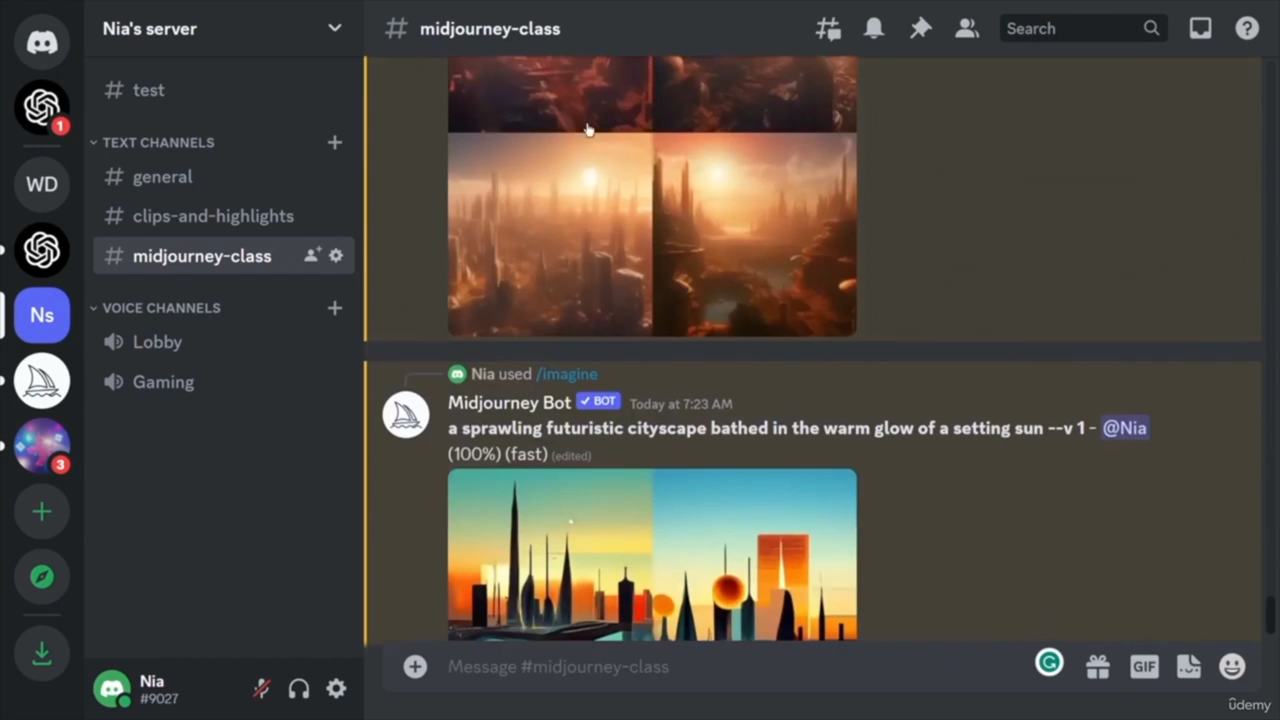 Nia's server
# midjourney-class
Search
# test
1
TEXT CHANNELS
# general
WD
# clips-and-highlights
# midjourney-class
VOICE CHANNELS
Ns
Lobby
Gaming
3
Nia used /imagine
Midjourney Bot ✓ BOT Today at 7:23 AM
a sprawling futuristic cityscape bathed in the warm glow of a setting sun --v 1 - @Nia
(100%) (fast) (edited)
Message #midjourney-class
GIF
Nia
#9027
ûdemy